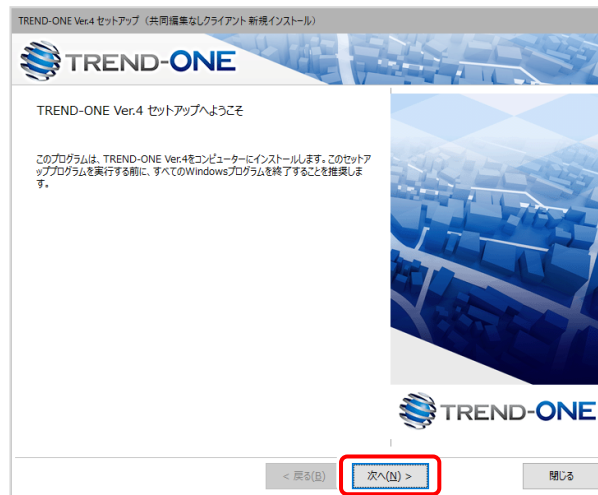 TREND-ONE Ver.4 セットアップ（共同編集なしクライアント 新規インストール）
TREND-ONE
TREND-ONE Ver.4 セットアップへようこそ
このプログラムは、TREND-ONE Ver.4をコンピューターにインストールします。このセットア
ッププログラムを実行する前に、すべてのWindowsプログラムを終了することを推奨しま
す。
TREND-ONE
< 戻る(B)
次へ(N) >
閉じる